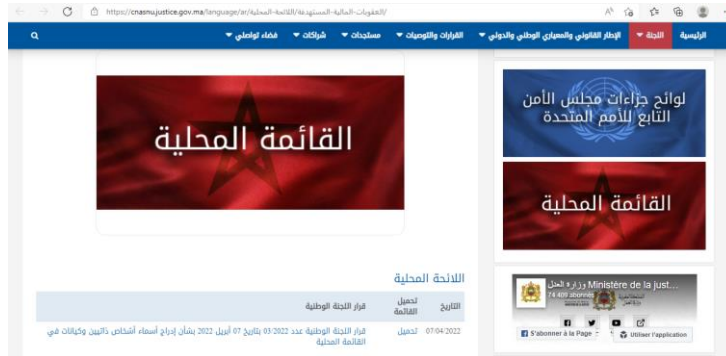 https://cnasnu.justice.gov.ma/language/ar/العقوبات-المالية-المستهدفة/اللائحة-المحلية/
الرئيسية اللجنة الإطار القانوني والمعياري الوطني والدولي القرارات والتوصيات مستجدات شراكات فضاء تواصلي
لوائح جزاءات مجلس الأمن
التابع للأمم المتحدة
القائمة المحلية
القائمة المحلية
اللائحة المحلية
التاريخ تحميل القائمة قرار اللجنة الوطنية
07/04/2022 تحميل قرار اللجنة الوطنية عدد 03/2022 بتاريخ 07 أبريل 2022 بشأن إدراج أسماء أشخاص ذاتيين وكيانات في
القائمة المحلية
Ministère de la just... وزارة العدل
74 409 abonnés
S'abonner à la Page
Utiliser l'application